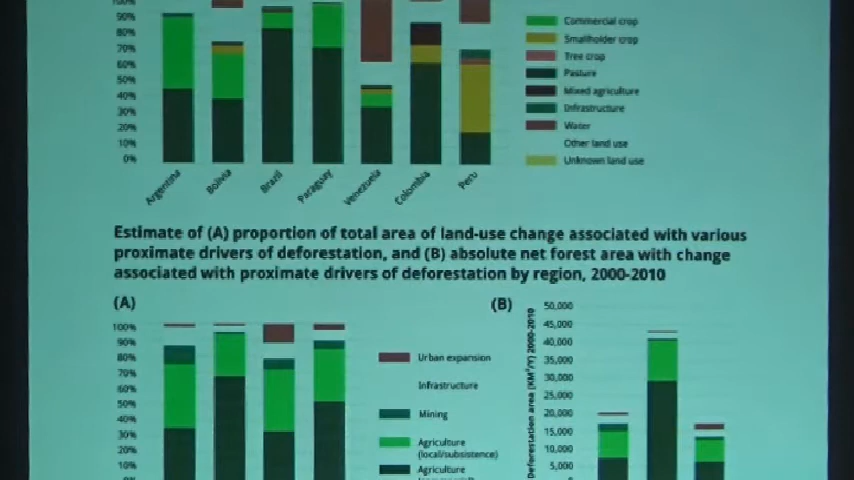 100%
90%
80%
70%
60%
50%
40%
30%
20%
10%
0%
Argentina
Bolivia
Brazil
Paraguay
Venezuela
Colombia
Peru
Commercial crop
Smallholder crop
Tree crop
Pasture
Mixed agriculture
Infrastructure
Water
Other land use
Unknown land use
Estimate of (A) proportion of total area of land-use change associated with various
proximate drivers of deforestation, and (B) absolute net forest area with change
associated with proximate drivers of deforestation by region, 2000-2010
(A)
100%
90%
80%
70%
60%
50%
40%
30%
20%
10%
Urban expansion
Infrastructure
Mining
Agriculture
(local/subsistence)
Agriculture
(B)
Deforestation area (KM²/Y) 2000-2010
50,000
45,000
40,000
35,000
30,000
25,000
20,000
15,000
10,000
5,000